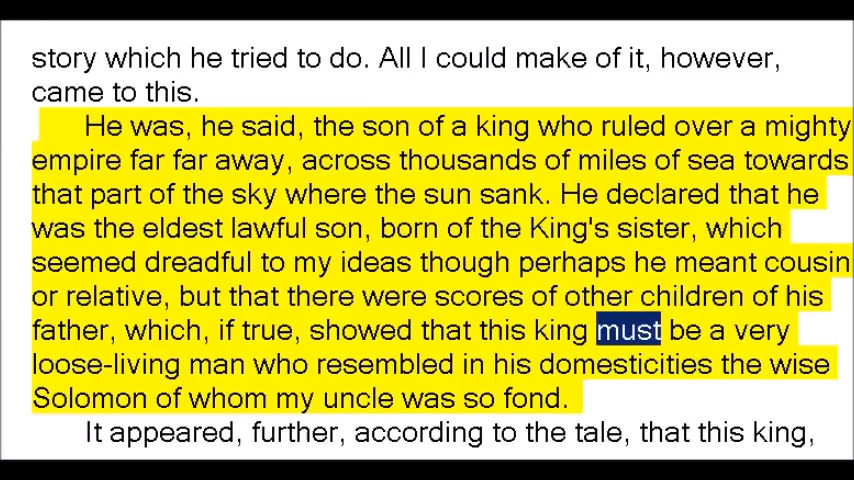 story which he tried to do. All I could make of it, however,
came to this.
He was, he said, the son of a king who ruled over a mighty
empire far far away, across thousands of miles of sea towards
that part of the sky where the sun sank. He declared that he
was the eldest lawful son, born of the King's sister, which
seemed dreadful to my ideas though perhaps he meant cousin
or relative, but that there were scores of other children of his
father, which, if true, showed that this king must be a very
loose-living man who resembled in his domesticities the wise
Solomon of whom my uncle was so fond.
It appeared, further, according to the tale, that this king,